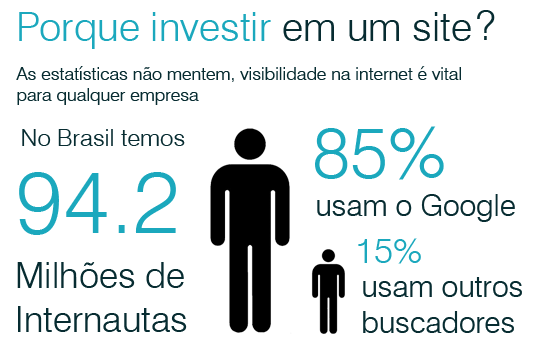 Porque investir em um site?
As estatísticas não mentem, visibilidade na internet é vital
para qualquer empresa
No Brasil temos
94.2
Milhões de
Internautas
85%
usam o Google
15%
usam outros
buscadores